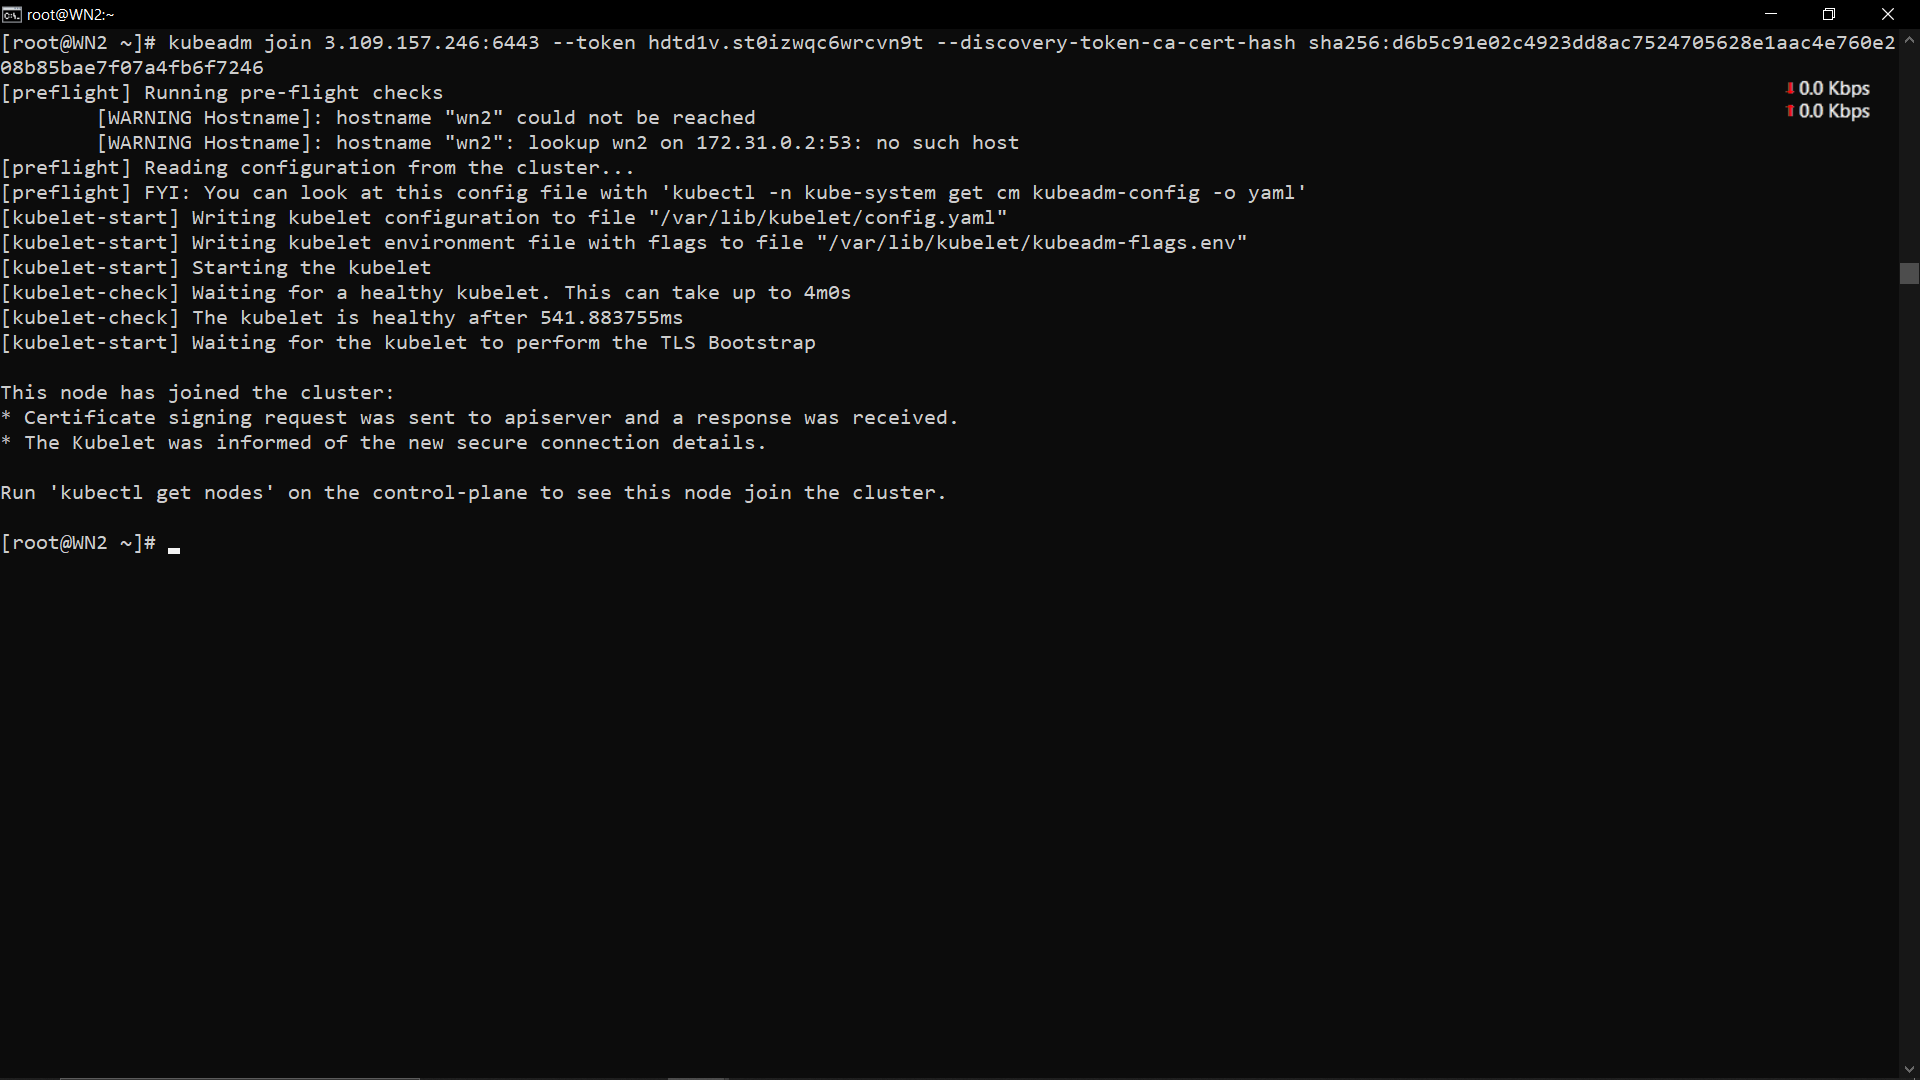 root@WN2:~
[root@WN2 ~]# kubeadm join 3.109.157.246:6443 --token hdtd1v.st0izwqc6wrcvn9t --discovery-token-ca-cert-hash sha256:d6b5c91e02c4923dd8ac7524705628e1aac4e760e2
08b85bae7f07a4fb6f7246
[preflight] Running pre-flight checks
0.0 Kbps
0.0 Kbps
[WARNING Hostname]: hostname "wn2" could not be reached
[WARNING Hostname]: hostname "wn2": lookup wn2 on 172.31.0.2:53: no such host
[preflight] Reading configuration from the cluster...
[preflight] FYI: You can look at this config file with 'kubectl -n kube-system get cm kubeadm-config -o yaml'
[kubelet-start] Writing kubelet configuration to file "/var/lib/kubelet/config.yaml"
[kubelet-start] Writing kubelet environment file with flags to file "/var/lib/kubelet/kubeadm-flags.env"
[kubelet-start] Starting the kubelet
[kubelet-check] Waiting for a healthy kubelet. This can take up to 4m0s
[kubelet-check] The kubelet is healthy after 541.883755ms
[kubelet-start] Waiting for the kubelet to perform the TLS Bootstrap
This node has joined the cluster:
* Certificate signing request was sent to apiserver and a response was received.
* The Kubelet was informed of the new secure connection details.
Run 'kubectl get nodes' on the control-plane to see this node join the cluster.
[root@WN2 ~]#